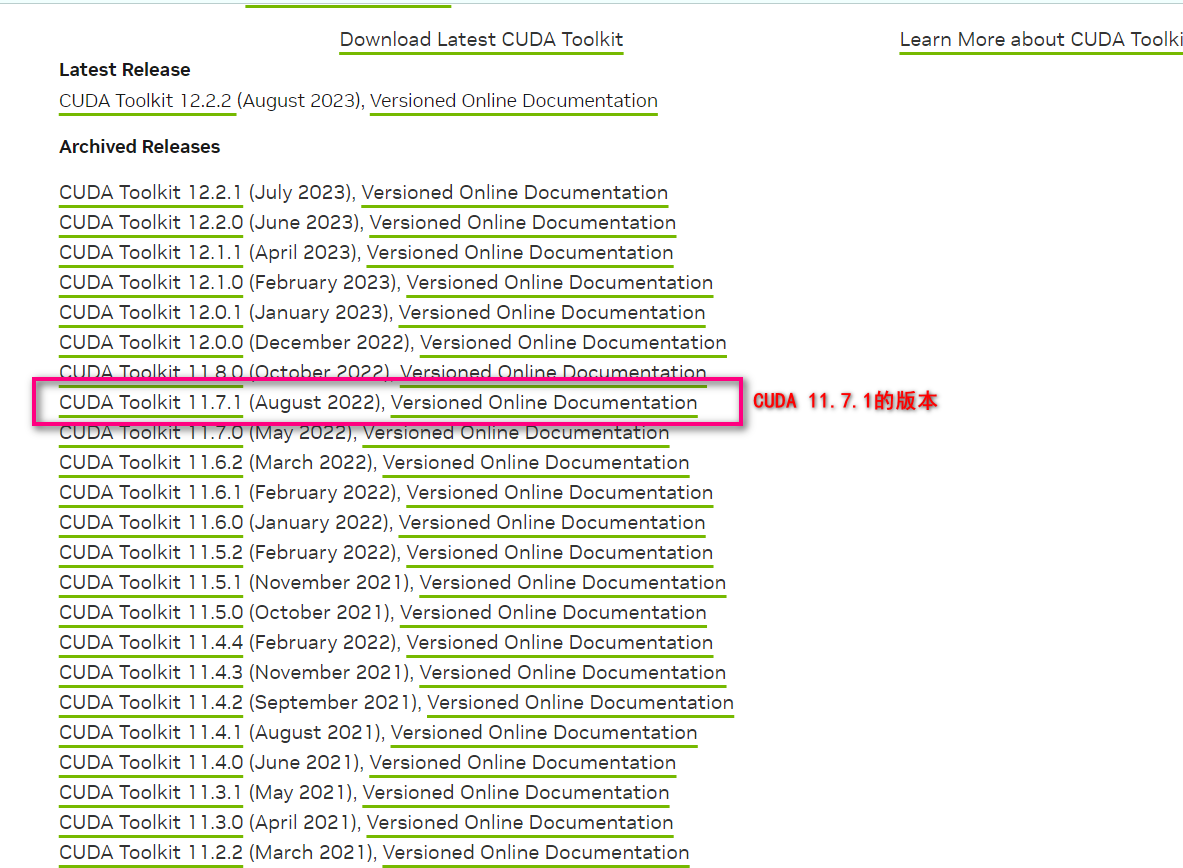 Download Latest CUDA Toolkit
Learn More about CUDA Toolki
Latest Release
CUDA Toolkit 12.2.2 (August 2023), Versioned Online Documentation
Archived Releases
CUDA Toolkit 12.2.1 (July 2023), Versioned Online Documentation
CUDA Toolkit 12.2.0 (June 2023), Versioned Online Documentation
CUDA Toolkit 12.1.1 (April 2023), Versioned Online Documentation
CUDA Toolkit 12.1.0 (February 2023), Versioned Online Documentation
CUDA Toolkit 12.0.1 (January 2023), Versioned Online Documentation
CUDA Toolkit 12.0.0 (December 2022), Versioned Online Documentation
CUDA Toolkit 11.8.0 (October 2022), Versioned Online Documentation
CUDA Toolkit 11.7.1 (August 2022), Versioned Online Documentation
CUDA 11.7.1的版本
CUDA Toolkit 11.7.0 (May 2022), Versioned Online Documentation
CUDA Toolkit 11.6.2 (March 2022), Versioned Online Documentation
CUDA Toolkit 11.6.1 (February 2022), Versioned Online Documentation
CUDA Toolkit 11.6.0 (January 2022), Versioned Online Documentation
CUDA Toolkit 11.5.2 (February 2022), Versioned Online Documentation
CUDA Toolkit 11.5.1 (November 2021), Versioned Online Documentation
CUDA Toolkit 11.5.0 (October 2021), Versioned Online Documentation
CUDA Toolkit 11.4.4 (February 2022), Versioned Online Documentation
CUDA Toolkit 11.4.3 (November 2021), Versioned Online Documentation
CUDA Toolkit 11.4.2 (September 2021), Versioned Online Documentation
CUDA Toolkit 11.4.1 (August 2021), Versioned Online Documentation
CUDA Toolkit 11.4.0 (June 2021), Versioned Online Documentation
CUDA Toolkit 11.3.1 (May 2021), Versioned Online Documentation
CUDA Toolkit 11.3.0 (April 2021), Versioned Online Documentation
CUDA Toolkit 11.2.2 (March 2021), Versioned Online Documentation